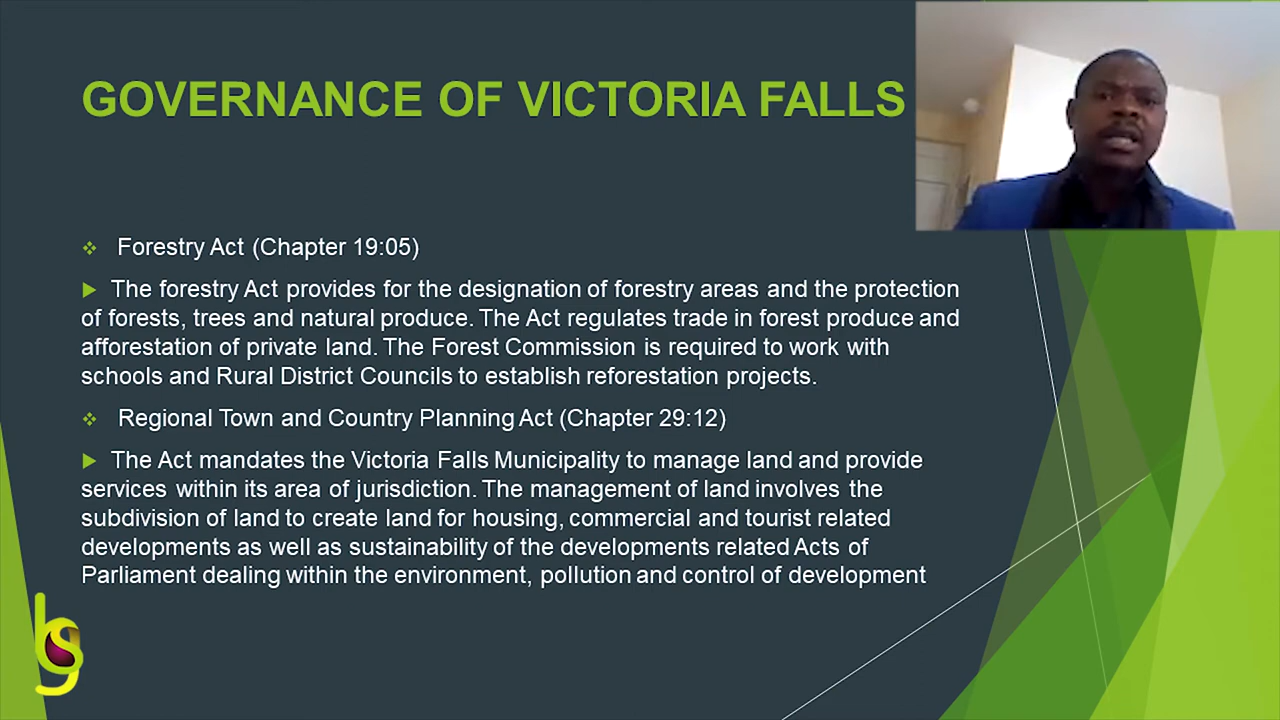 GOVERNANCE OF VICTORIA FALLS
Forestry Act (Chapter 19:05)
The forestry Act provides for the designation of forestry areas and the protection
of forests, trees and natural produce. The Act regulates trade in forest produce and
afforestation of private land. The Forest Commission is required to work with
schools and Rural District Councils to establish reforestation projects.
Regional Town and Country Planning Act (Chapter 29:12)
The Act mandates the Victoria Falls Municipality to manage land and provide
services within its area of jurisdiction. The management of land involves the
subdivision of land to create land for housing, commercial and tourist related
developments as well as sustainability of the developments related Acts of
Parliament dealing within the environment, pollution and control of development